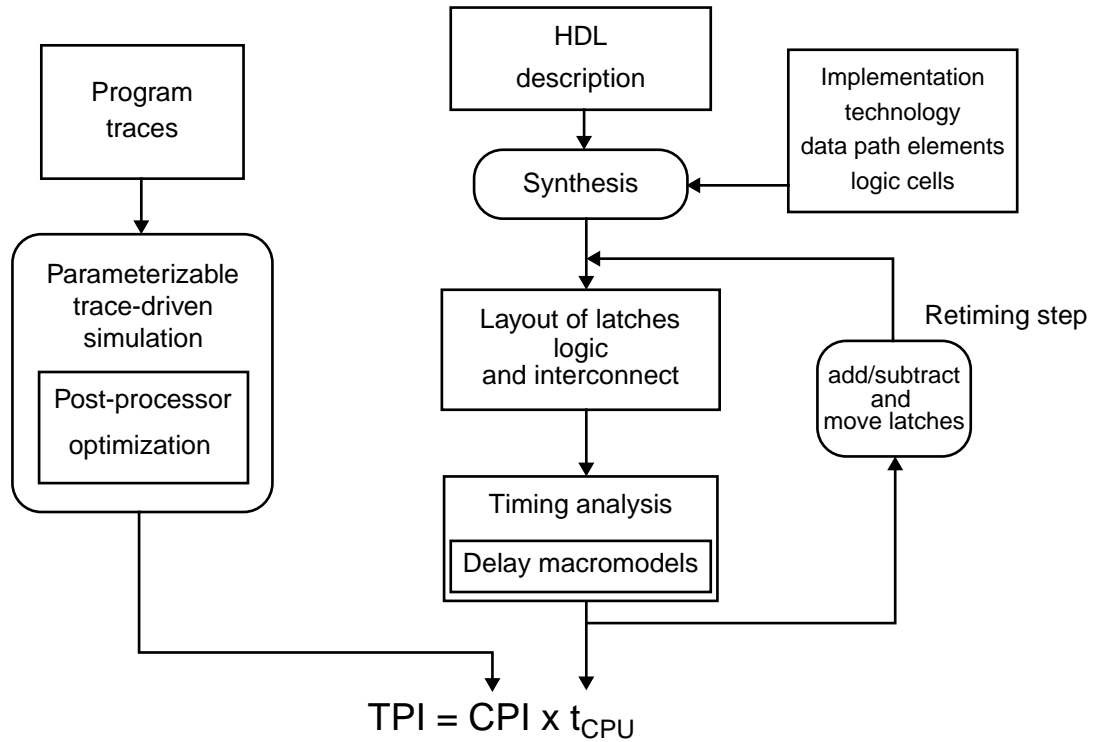 Program
traces
Parameterizable
trace-driven
simulation
Post-processor
optimization
HDL
description
Synthesis
Implementation
technology
data path elements
logic cells
Layout of latches
logic
and interconnect
Retiming step
add/subtract
and
move latches
Timing analysis
Delay macromodels
TPI = CPI x tCPU